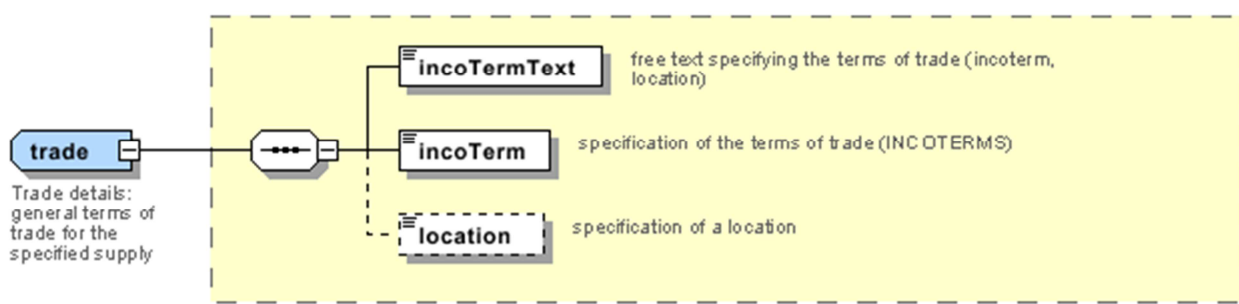 incoTermText
free text specifying the terms of trade (incoterm,
location)
trade
incoTerm
specification of the terms of trade (INCOTERMS)
Trade details:
general terms of
trade for the
specified supply
location
specification of a location